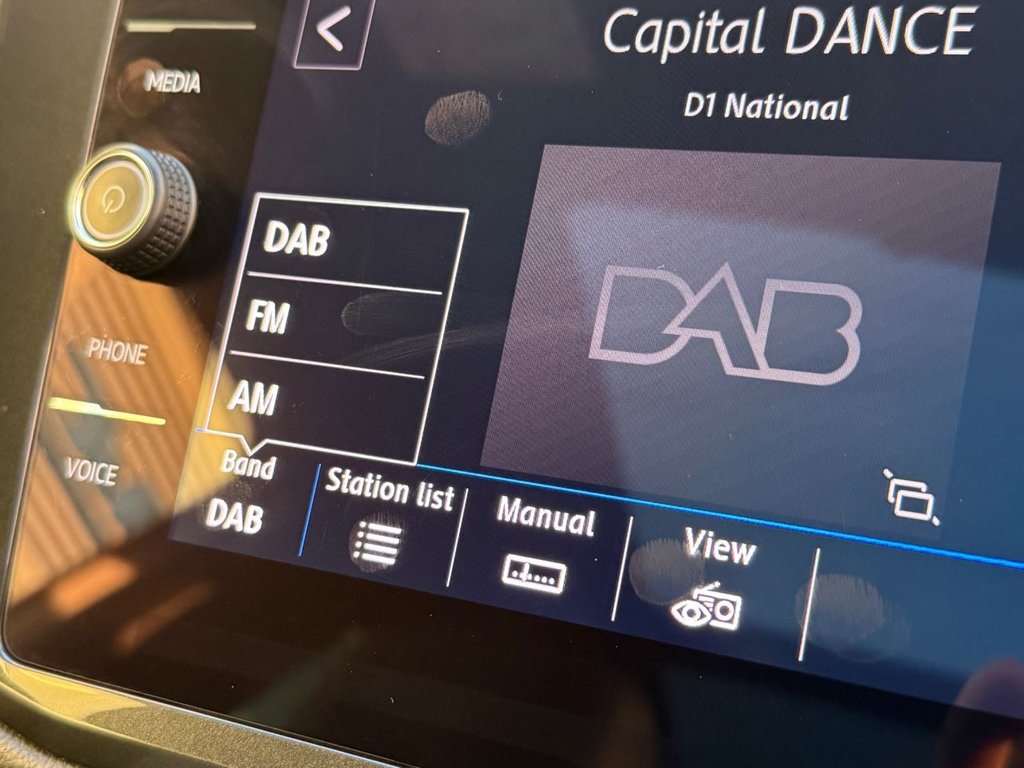 Capital DANCE
D1 National
MEDIA
DAB
FM
AM
DAB
PHONE
VOICE
Band
DAB
Station list
Manual
View